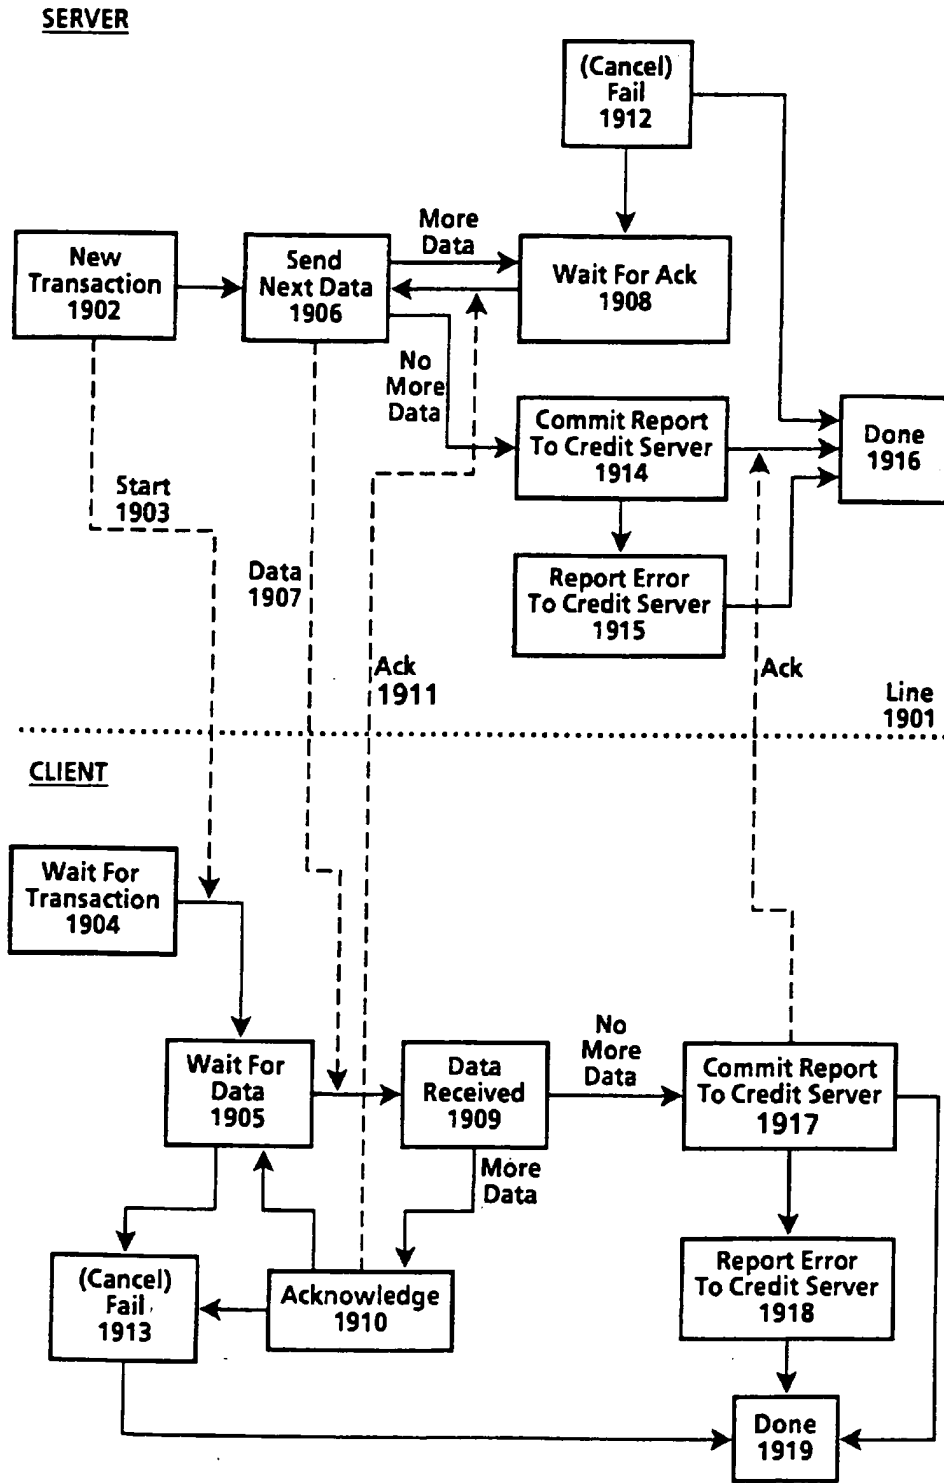 SERVER
(Cancel)
Fail
1912
New
Transaction
1902
Send
Next Data
1906
More
Data
Wait For Ack
1908
No
More
Data
Commit Report
To Credit Server
1914
Done
1916
Start
1903
Data
1907
Report Error
To Credit Server
1915
Ack
1911
Ack
Line
1901
CLIENT
Wait For
Transaction
1904
Wait For
Data
1905
Data
Received
1909
No
More
Data
Commit Report
To Credit Server
1917
More
Data
(Cancel)
Fail
1913
Acknowledge
1910
Report Error
To Credit Server
1918
Done
1919